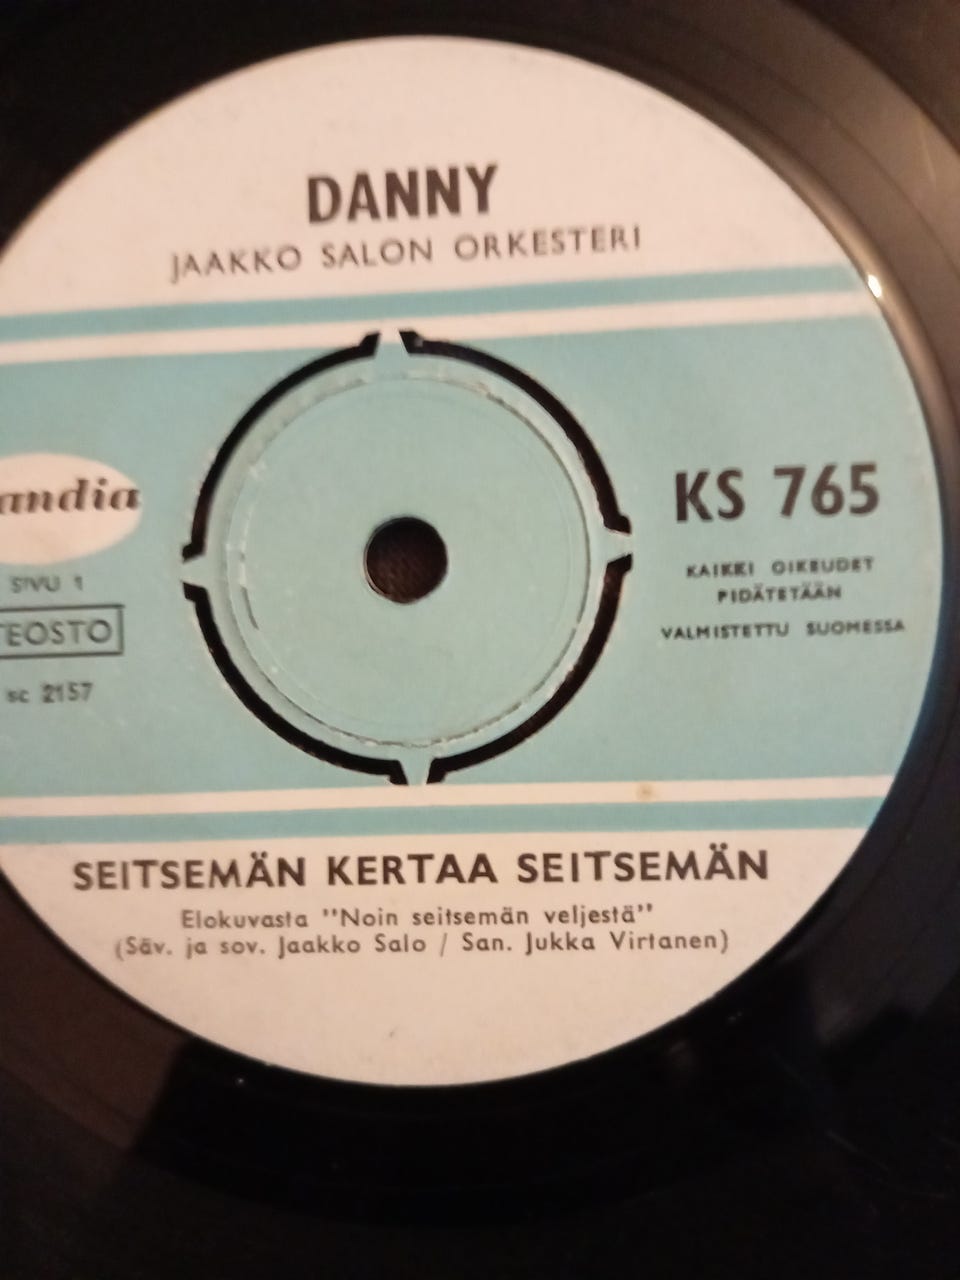 DANNY
JAAKKO SALON ORKESTERI
andia
SIVU 1
TEOSTO
sc 2157
KS 765
KAIKKI OIKEUDET
PIDÄTETÄÄN
VALMISTETTU SUOMESSA
SEITSEMÄN KERTAA SEITSEMÄN
Elokuvasta "Noin seitsemän veljestä"
(Säv. ja sov. Jaakko Salo / San. Jukka Virtanen)